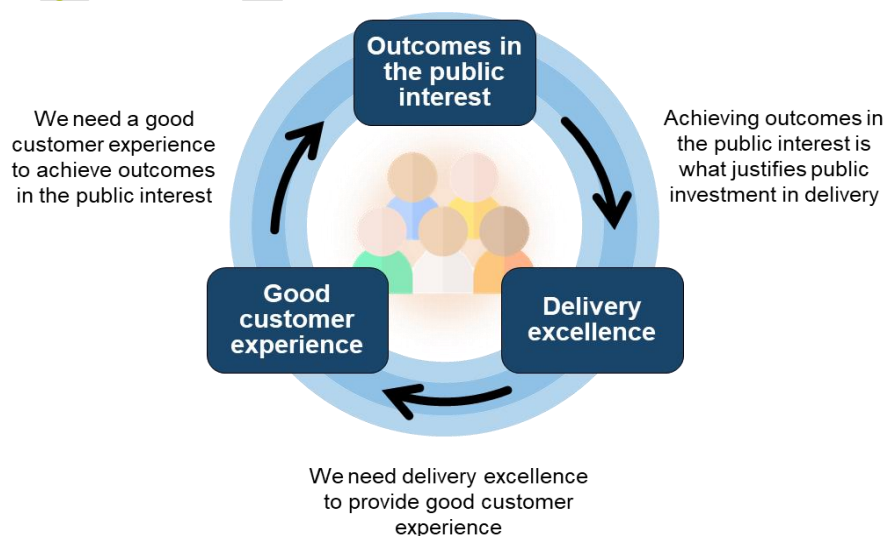 Outcomes in
the public
interest
We need a good
customer experience
to achieve outcomes
in the public interest
Achieving outcomes in
the public interest is
what justifies public
investment in delivery
Good
customer
experience
Delivery
excellence
We need delivery excellence
to provide good customer
experience